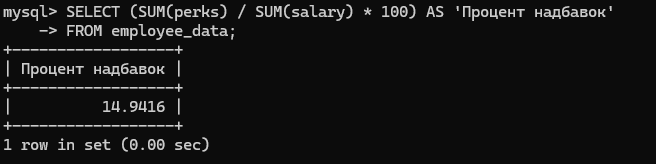 mysql> SELECT (SUM(perks) / SUM(salary) * 100) AS 'Процент надбавок'
    -> FROM employee_data;
+------------------+
| Процент надбавок |
+------------------+
|          14.9416 |
+------------------+
1 row in set (0.00 sec)